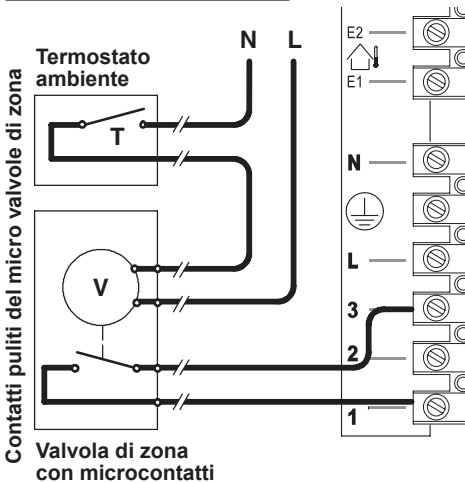 Contatti puliti del micro valvole di zona
Termostato
ambiente
N L
T
V
Valvola di zona
con microcontatti
E2
E1
N
L
3
2
1